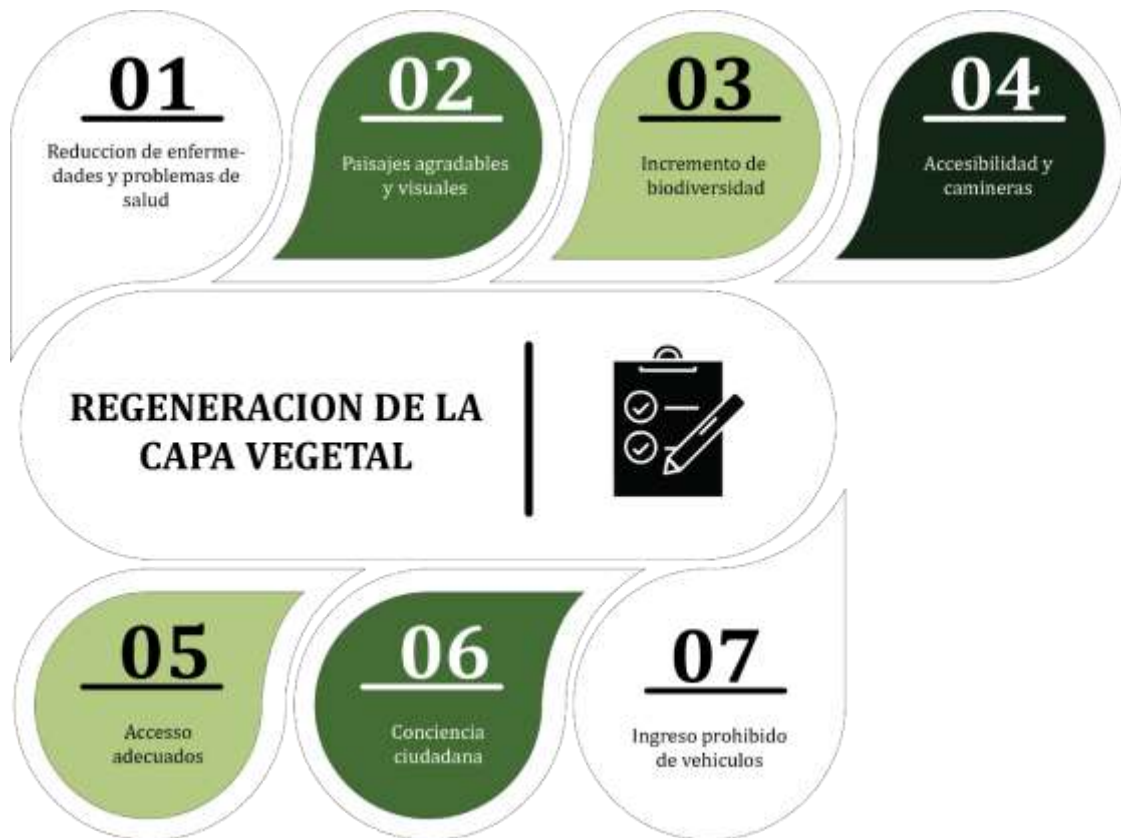 01
Reduccion de enferme-
dades y problemas de
salud
02
Paisajes agradables
y visuales
03
Incremento de
biodiversidad
04
Accesibilidad y
camineras
REGENERACION DE LA
CAPA VEGETAL
05
Accesso
adecuados
06
Conciencia
ciudadana
07
Ingreso prohibido
de vehiculos